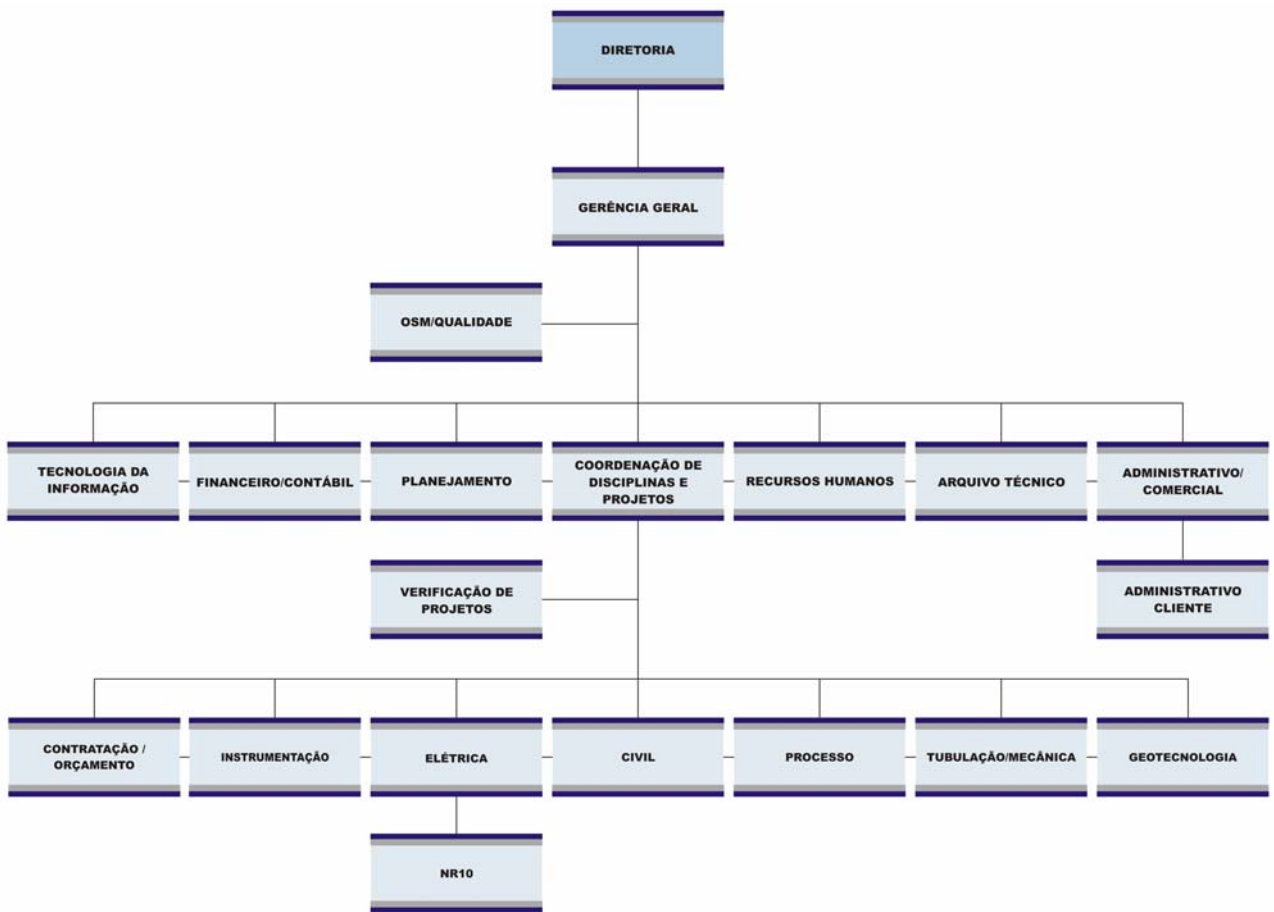 DIRETORIA
GERÊNCIA GERAL
OSM/QUALIDADE
TECNOLOGIA DA
INFORMAÇÃO
FINANCEIRO/CONTÁBIL
PLANEJAMENTO
COORDENAÇÃO DE
DISCIPLINAS E
PROJETOS
RECURSOS HUMANOS
ARQUIVO TÉCNICO
ADMINISTRATIVO/
COMERCIAL
VERIFICAÇÃO DE
PROJETOS
ADMINISTRATIVO
CLIENTE
CONTRATAÇÃO /
ORÇAMENTO
INSTRUMENTAÇÃO
ELÉTRICA
CIVIL
PROCESSO
TUBULAÇÃO/MECÂNICA
GEOTECNOLOGIA
NR10